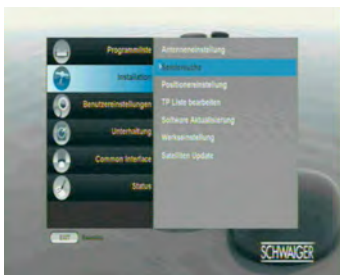 Programmliste
Installation
Benutzereinstellungen
Unterhaltung
Common Interface
Status
Antenneneinstellung
Sendersuche
Positionereinstellung
TP Liste bearbeiten
Software Aktualisierung
Werkseinstellung
Satelliten Update
EXIT
SCHWAIGER